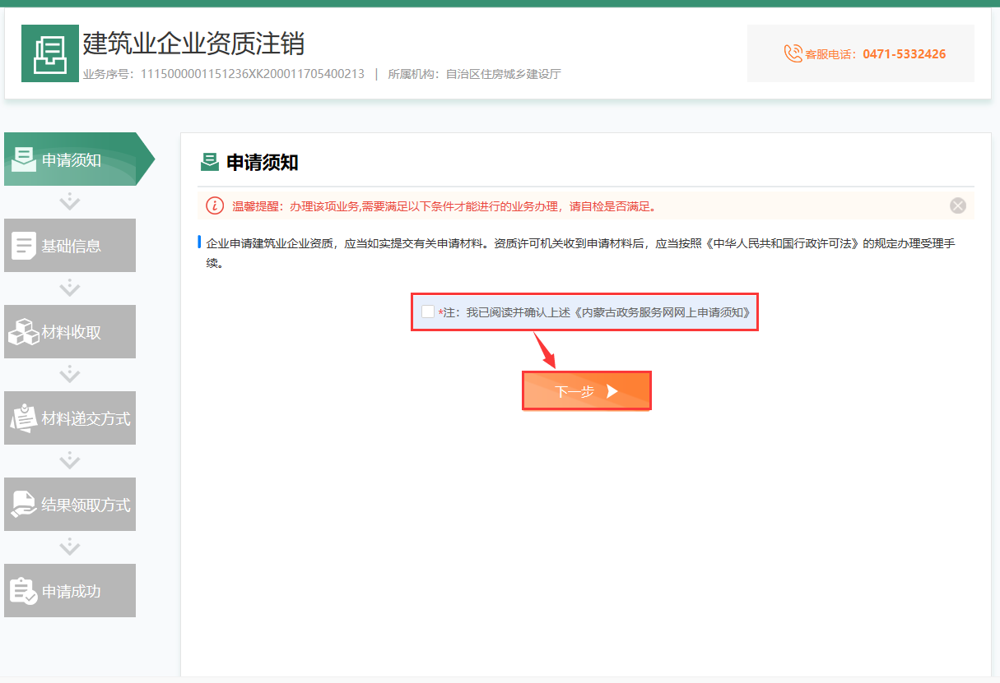 建筑业企业资质注销
业务序号：1115000001151236XK200011705400213 | 所属机构：自治区住房城乡建设厅
客服电话：0471-5332426
申请须知
基础信息
材料收取
材料递交方式
结果领取方式
申请成功
申请须知
温馨提醒：办理该项业务,需要满足以下条件才能进行的业务办理，请自检是否满足。
企业申请建筑业企业资质，应当如实提交有关申请材料。资质许可机关收到申请材料后，应当按照《中华人民共和国行政许可法》的规定办理受理手
续。
*注：我已阅读并确认上述《内蒙古政务服务网网上申请须知》
下一步